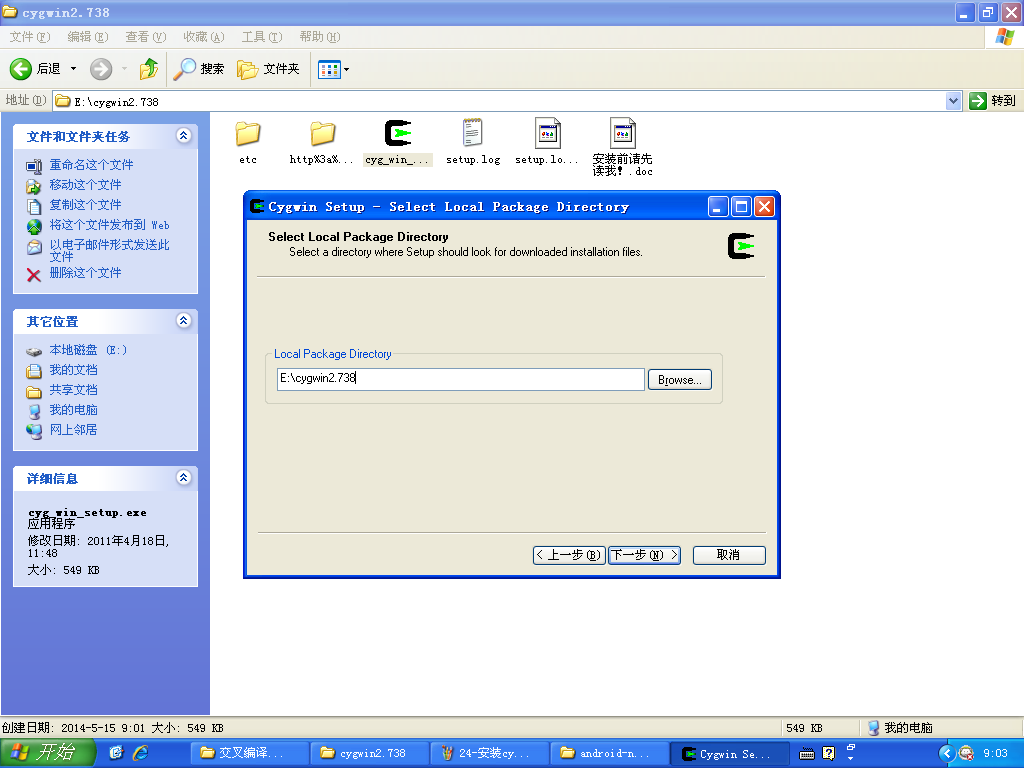 cygwin2.738
文件(F) 编辑(E) 查看(V) 收藏(A) 工具(T) 帮助(H)
后退 搜索 文件夹
地址(D) E:\cygwin2.738 转到
文件和文件夹任务
重命名这个文件
移动这个文件
复制这个文件
将这个文件发布到 Web
以电子邮件形式发送此
文件
删除这个文件
其它位置
本地磁盘 (E:)
我的文档
共享文档
我的电脑
网上邻居
详细信息
cyg_win_setup.exe
应用程序
修改日期: 2011年4月18日,
11:48
大小: 549 KB
etc http%3a%... cyg_win_... setup.log setup.lo... 安装前请先
读我!.doc
Cygwin Setup - Select Local Package Directory
Select Local Package Directory
Select a directory where Setup should look for downloaded installation files.
Local Package Directory
E:\cygwin2.738 Browse...
< 上一步(B) 下一步(N) > 取消
创建日期: 2014-5-15 9:01 大小: 549 KB 549 KB 我的电脑
开始 交叉编译... cygwin2.738 24-安装cy... android-n... Cygwin Se... 9:03